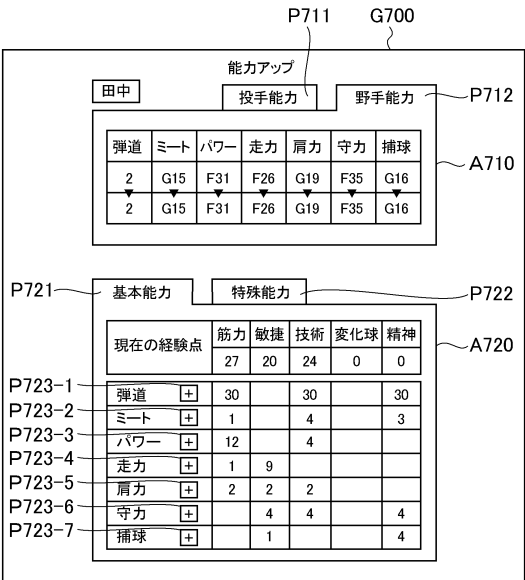 P711 G700
能力アップ
田中 投手能力 野手能力 P712
弾道 ミート パワー 走力 肩力 守力 捕球 A710
2 G15 F31 F26 G19 F35 G16
2 G15 F31 F26 G19 F35 G16
P721 基本能力 特殊能力 P722
現在の経験点 筋力 敏捷 技術 変化球 精神 A720
27 20 24 0 0
P723-1 弾道 + 30 30 30
P723-2 ミート + 1 4 3
P723-3 パワー + 12 4
P723-4 走力 + 1 9
P723-5 肩力 + 2 2 2
P723-6 守力 + 4 4 4
P723-7 捕球 + 1 4